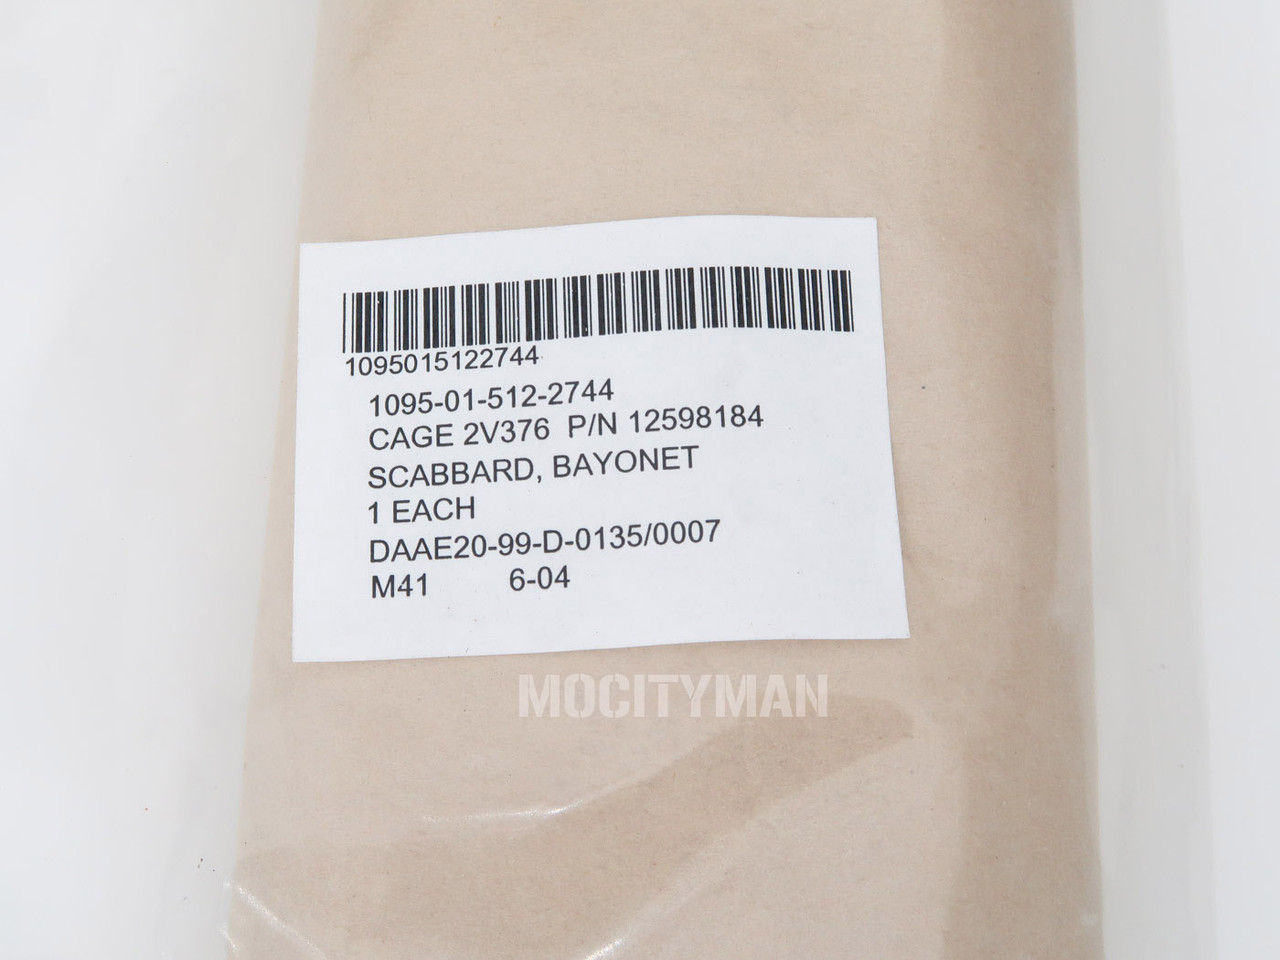 1095015122744
1095-01-512-2744
CAGE 2V376 P/N 12598184
SCABBARD, BAYONET
1 EACH
DAAE20-99-D-0135/0007
M41 6-04
MOCITYMAN